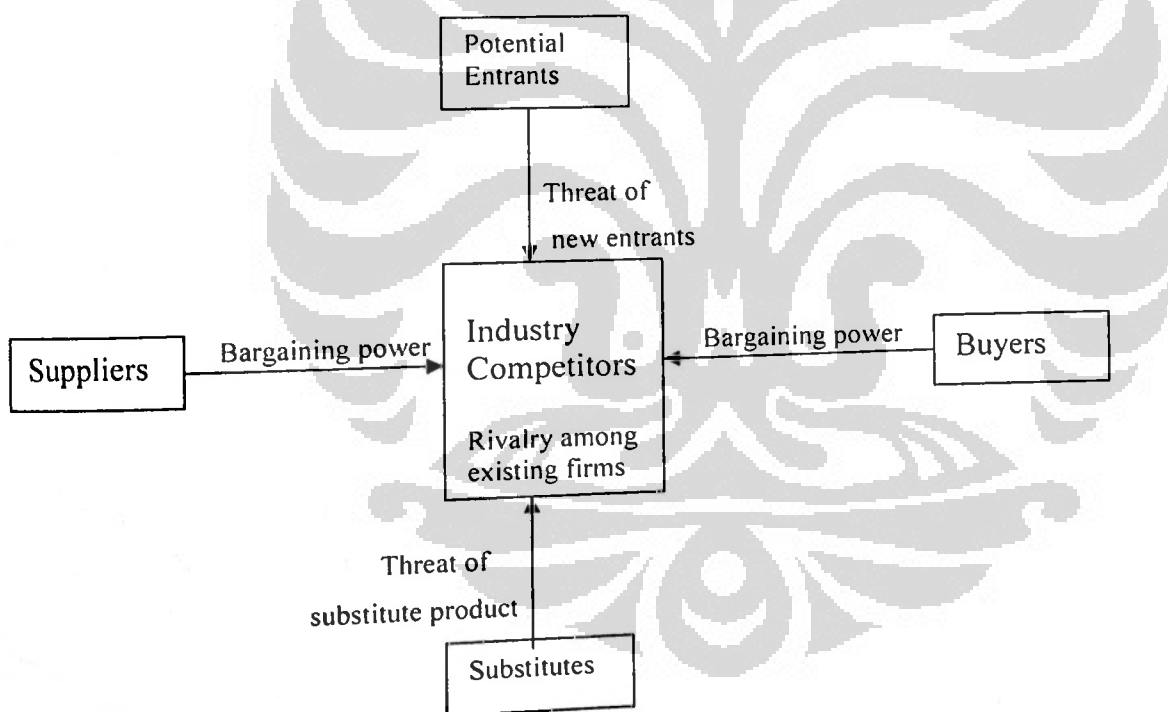 Potential
Entrants
Threat of
new entrants
Suppliers
Bargaining power
Industry
Competitors
Rivalry among
existing firms
Bargaining power
Buyers
Threat of
substitute product
Substitutes